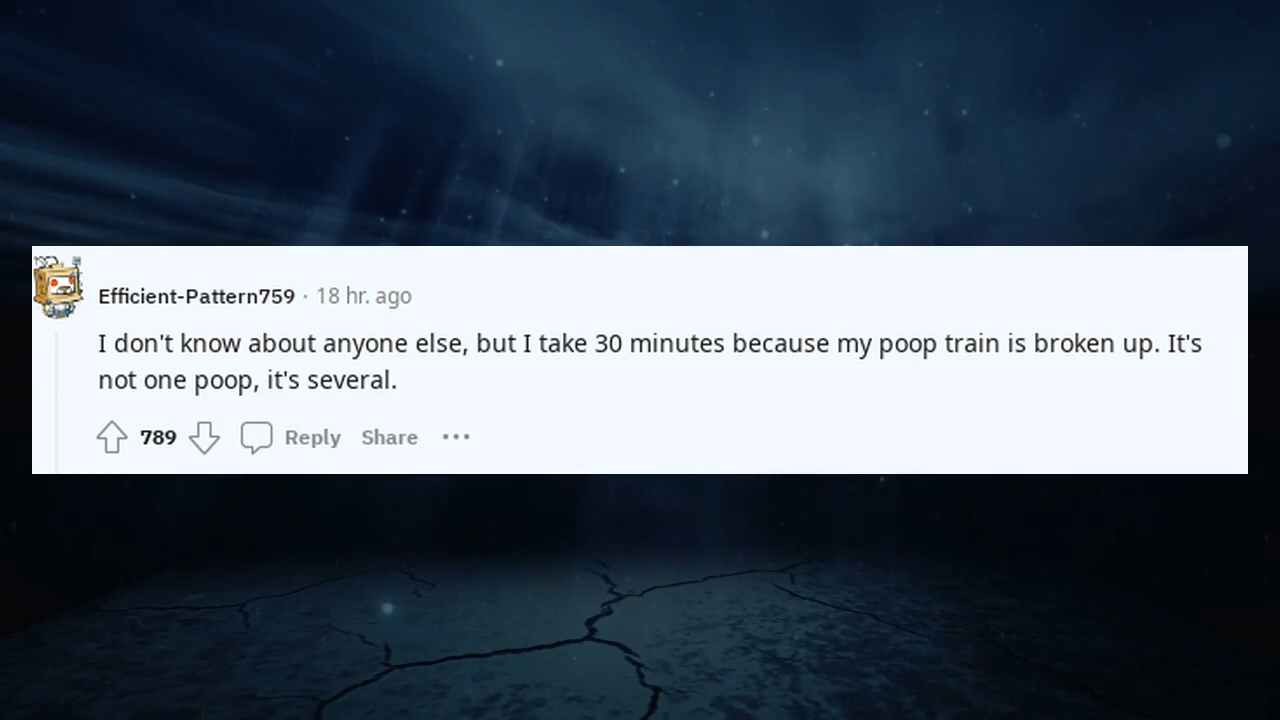 Efficient-Pattern759 · 18 hr. ago
I don't know about anyone else, but I take 30 minutes because my poop train is broken up. It's
not one poop, it's several.
789 Reply Share ···